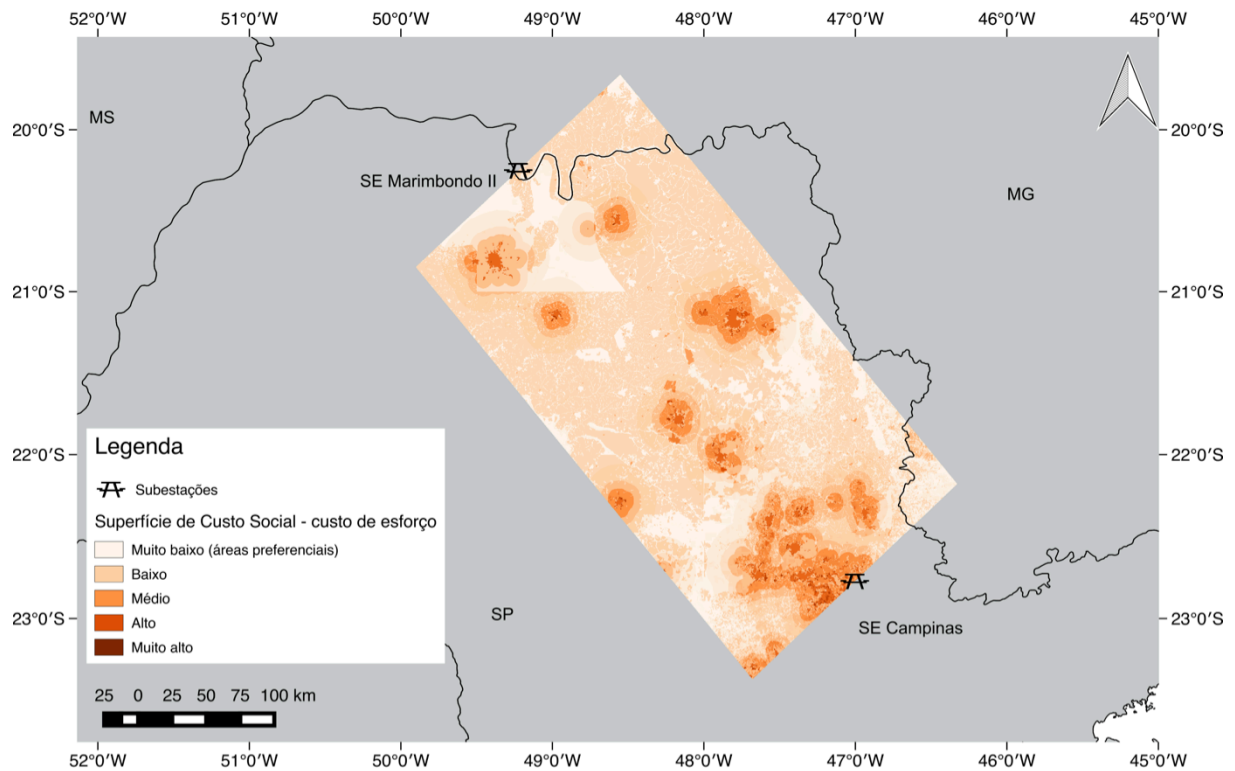 52°0'W 51°0'W 50°0'W 49°0'W 48°0'W 47°0'W 46°0'W 45°0'W
MS
20°0'S 20°0'S
SE Marimbondo II
MG
21°0'S 21°0'S
22°0'S 22°0'S
Legenda
Subestações
Superfície de Custo Social - custo de esforço
Muito baixo (áreas preferenciais)
Baixo
Médio
Alto
Muito alto
23°0'S 23°0'S
SP
SE Campinas
25 0 25 50 75 100 km
52°0'W 51°0'W 50°0'W 49°0'W 48°0'W 47°0'W 46°0'W 45°0'W